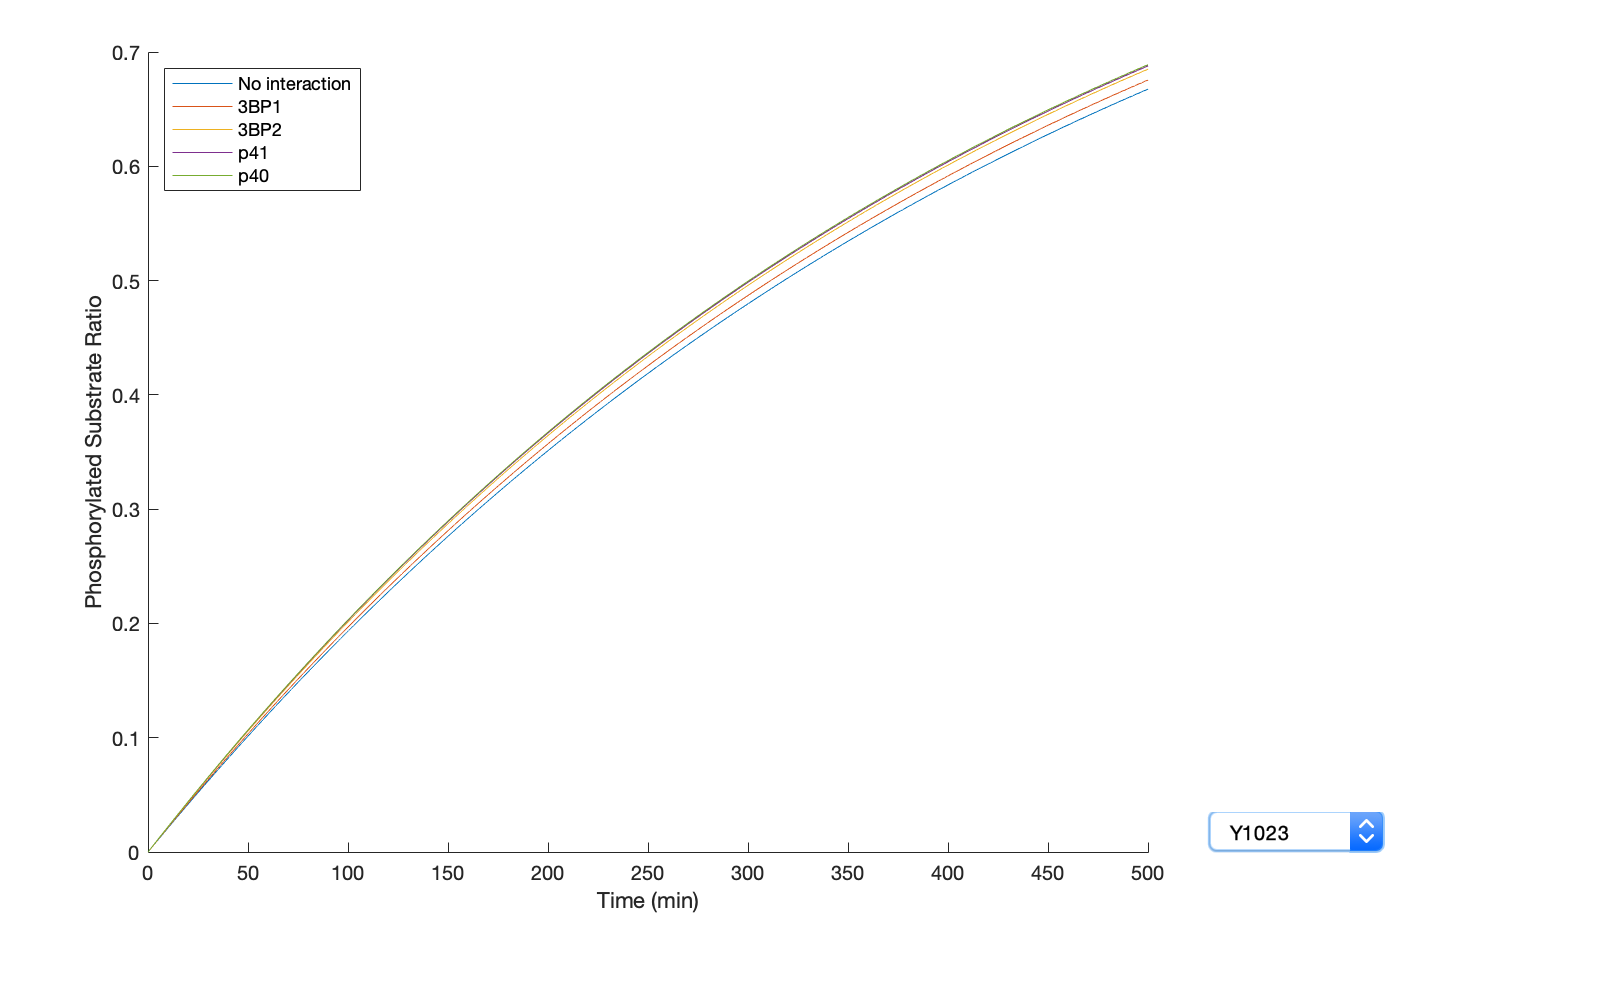 0.7
No interaction
3BP1
3BP2
p41
p40
0.6
0.5
0.4
0.3
0.2
0.1
0
Phosphorylated Substrate Ratio
0 50 100 150 200 250 300 350 400 450 500
Time (min)
Y1023